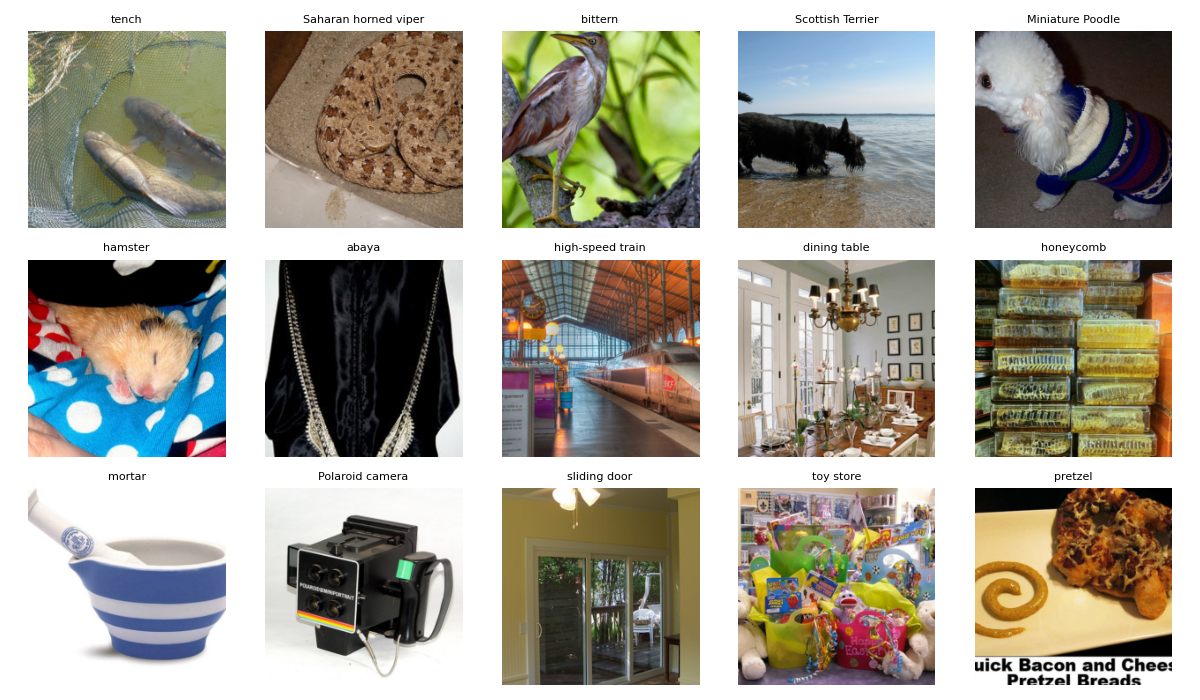 tench
Saharan horned viper
bittern
Scottish Terrier
Miniature Poodle
hamster
abaya
high-speed train
dining table
honeycomb
mortar
Polaroid camera
sliding door
toy store
pretzel
POLAROID MINIPORTRAIT
Happy
Easter
uick Bacon and Chees
Pretzel Breads